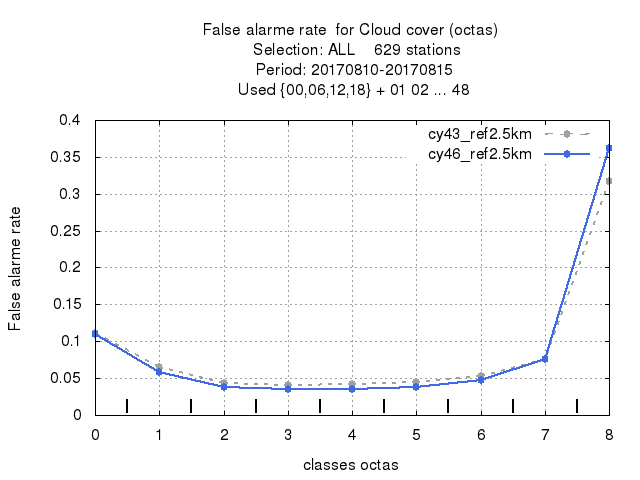 False alarme rate  for Cloud cover (octas)
Selection: ALL    629 stations
Period: 20170810-20170815
Used {00,06,12,18} + 01 02 ... 48
cy43_ref2.5km
cy46_ref2.5km
False alarme rate
0.4
0.35
0.3
0.25
0.2
0.15
0.1
0.05
0
0 1 2 3 4 5 6 7 8
classes octas